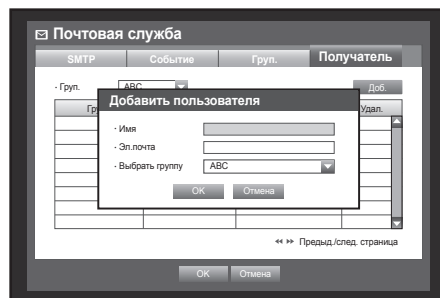 Почтовая служба
SMTP Событие Груп. Получатель
· Груп. ABC Доб.
Удал.
Добавить пользователя
· Имя
· Эл.почта
· Выбрать группу ABC
OK Отмена
Предыд./след. страница
OK Отмена